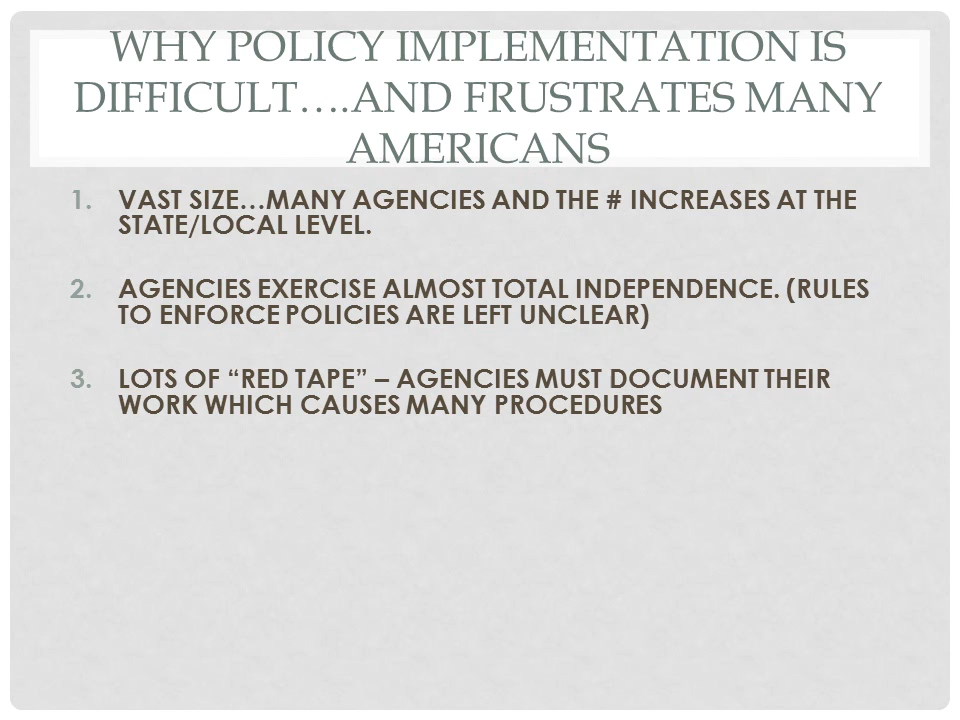 WHY POLICY IMPLEMENTATION IS
DIFFICULT....AND FRUSTRATES MANY
AMERICANS
1. VAST SIZE...MANY AGENCIES AND THE # INCREASES AT THE
STATE/LOCAL LEVEL.
2. AGENCIES EXERCISE ALMOST TOTAL INDEPENDENCE. (RULES
TO ENFORCE POLICIES ARE LEFT UNCLEAR)
3. LOTS OF “RED TAPE” – AGENCIES MUST DOCUMENT THEIR
WORK WHICH CAUSES MANY PROCEDURES